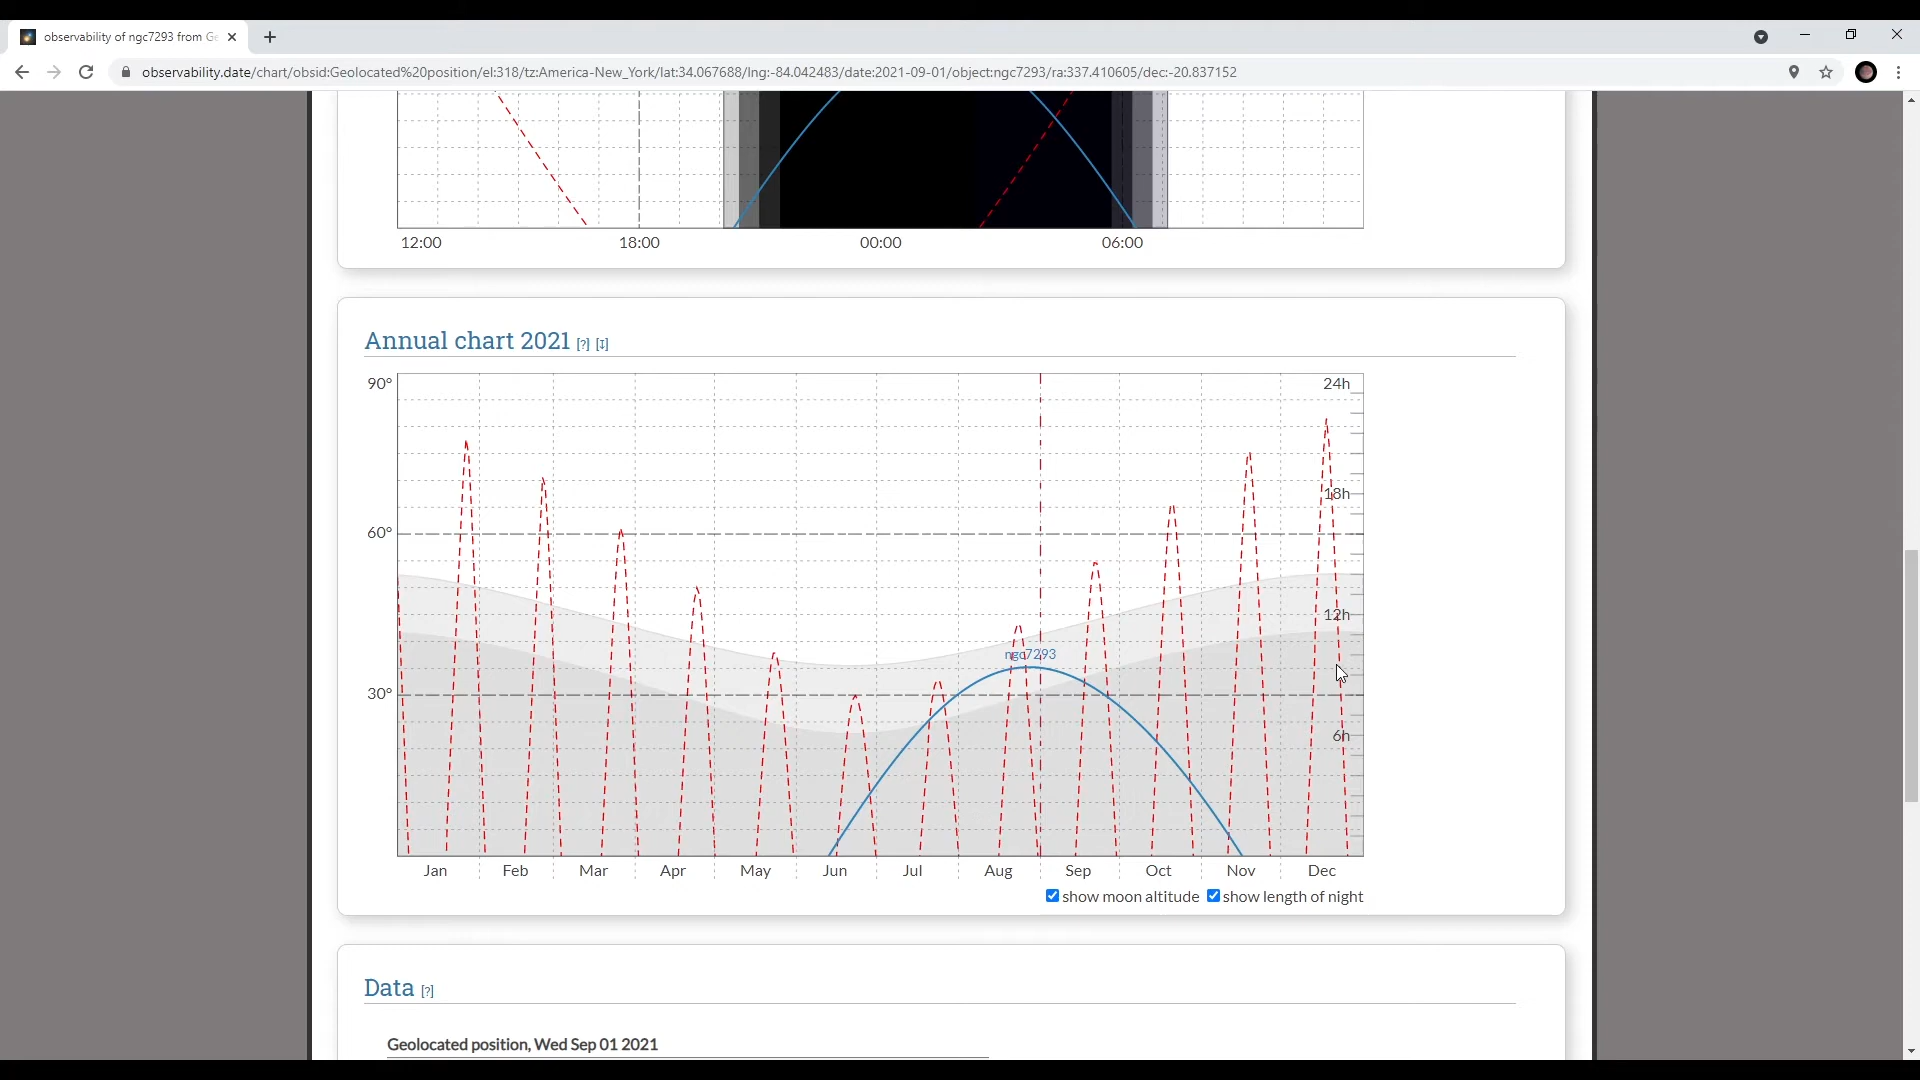 observability of ngc7293 from Ge
observability.date/chart/obsid:Geolocated%20position/el:318/tz:America-New_York/lat:34.067688/lng:-84.042483/date:2021-09-01/object:ngc7293/ra:337.410605/dec:-20.837152
12:00 18:00 00:00 06:00
Annual chart 2021 [?] [↧]
90° 24h
18h
60°
12h
ngc7293
30°
6h
Jan Feb Mar Apr May Jun Jul Aug Sep Oct Nov Dec
show moon altitude show length of night
Data [?]
Geolocated position, Wed Sep 01 2021